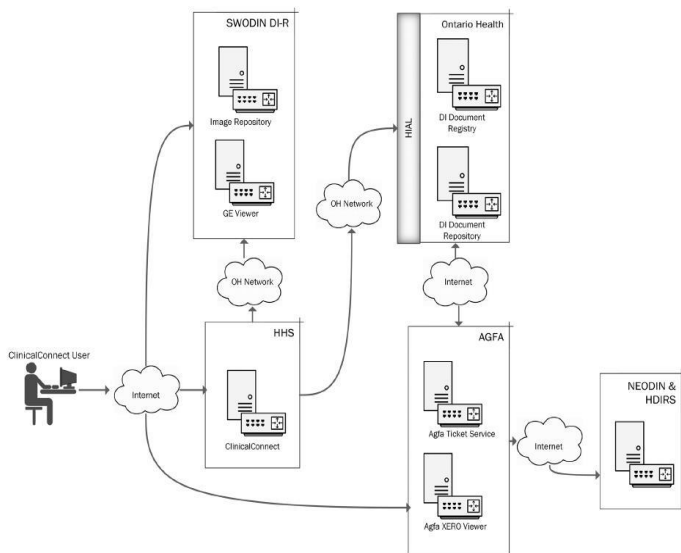 SWODIN DI-R
Image Repository
GE Viewer
Ontario Health
HIAL
DI Document
Registry
DI Document
Repository
OH Network
OH Network
Internet
HHS
ClinicalConnect
ClinicalConnect User
Internet
AGFA
Agfa Ticket Service
Agfa XERO Viewer
Internet
NEODIN &
HDIRS